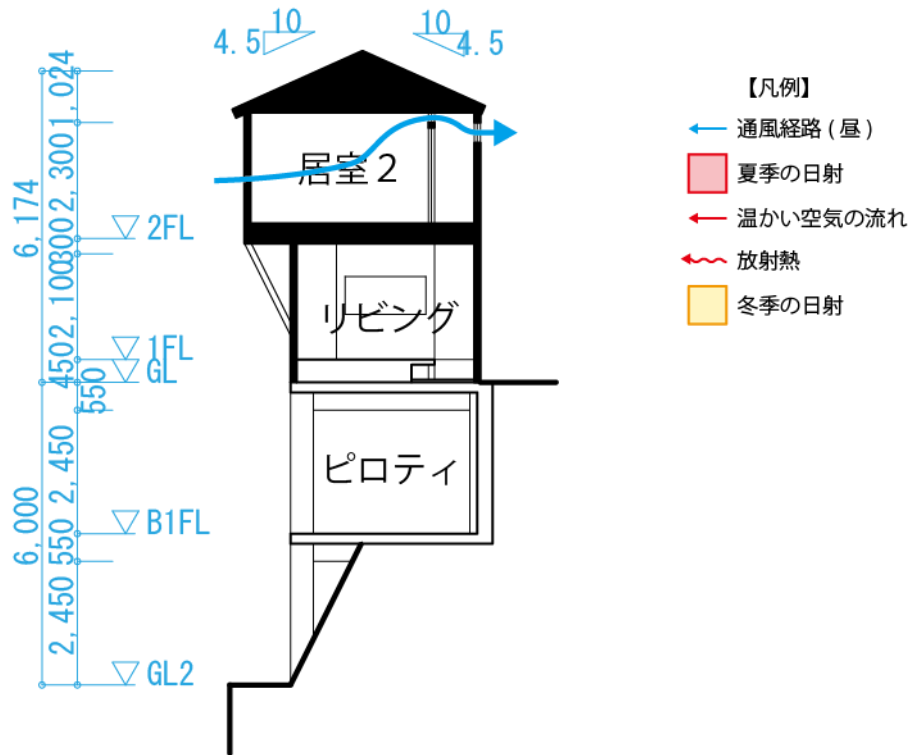 10
4.5
10
4.5
1,024
2,300
300
2,100
450
6,174
550
2,450
550
2,450
6,000
2FL
1FL
GL
B1FL
GL2
居室２
リビング
ピロティ
【凡例】
通風経路 ( 昼 )
夏季の日射
温かい空気の流れ
放射熱
冬季の日射